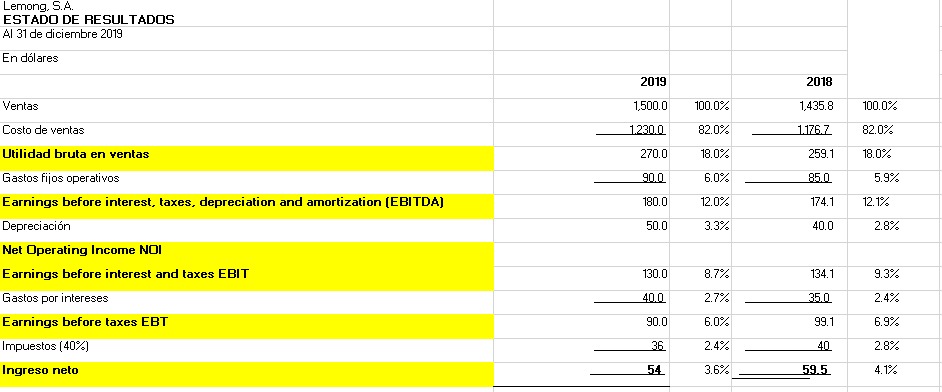 Lemong, S.A.
ESTADO DE RESULTADOS
Al 31 de diciembre 2019
En dólares
2019 2018
Ventas 1,500.0 100.0% 1,435.8 100.0%
Costo de ventas 1,230.0 82.0% 1,176.7 82.0%
Utilidad bruta en ventas 270.0 18.0% 259.1 18.0%
Gastos fijos operativos 90.0 6.0% 85.0 5.9%
Earnings before interest, taxes, depreciation and amortization (EBITDA) 180.0 12.0% 174.1 12.1%
Depreciación 50.0 3.3% 40.0 2.8%
Net Operating Income NOI
Earnings before interest and taxes EBIT 130.0 8.7% 134.1 9.3%
Gastos por intereses 40.0 2.7% 35.0 2.4%
Earnings before taxes EBT 90.0 6.0% 99.1 6.9%
Impuestos (40%) 36 2.4% 40 2.8%
Ingreso neto 54 3.6% 59.5 4.1%